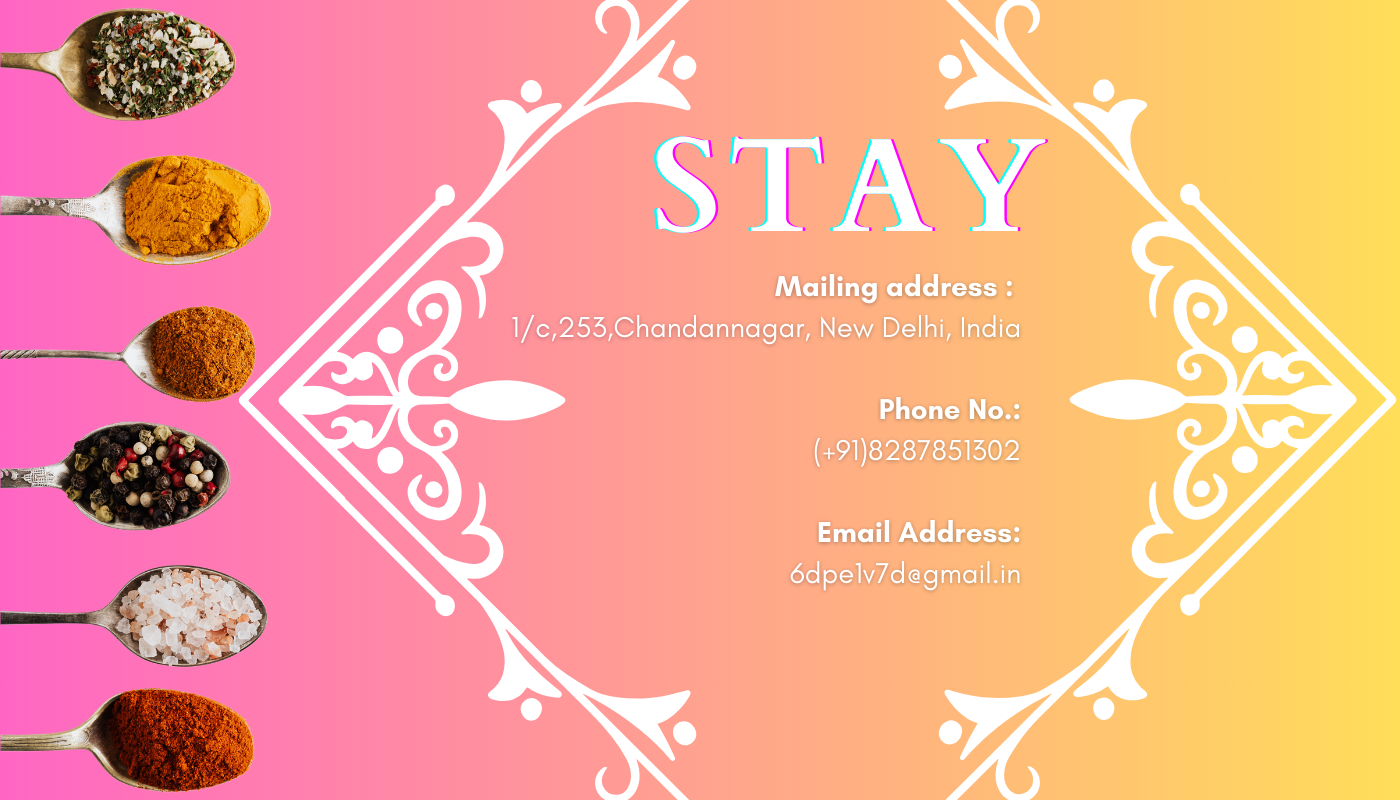 STAY
Mailing address :
1/c,253,Chandannagar, New Delhi, India
Phone No.:
(+91)8287851302
Email Address:
6dpe1v7d@gmail.in